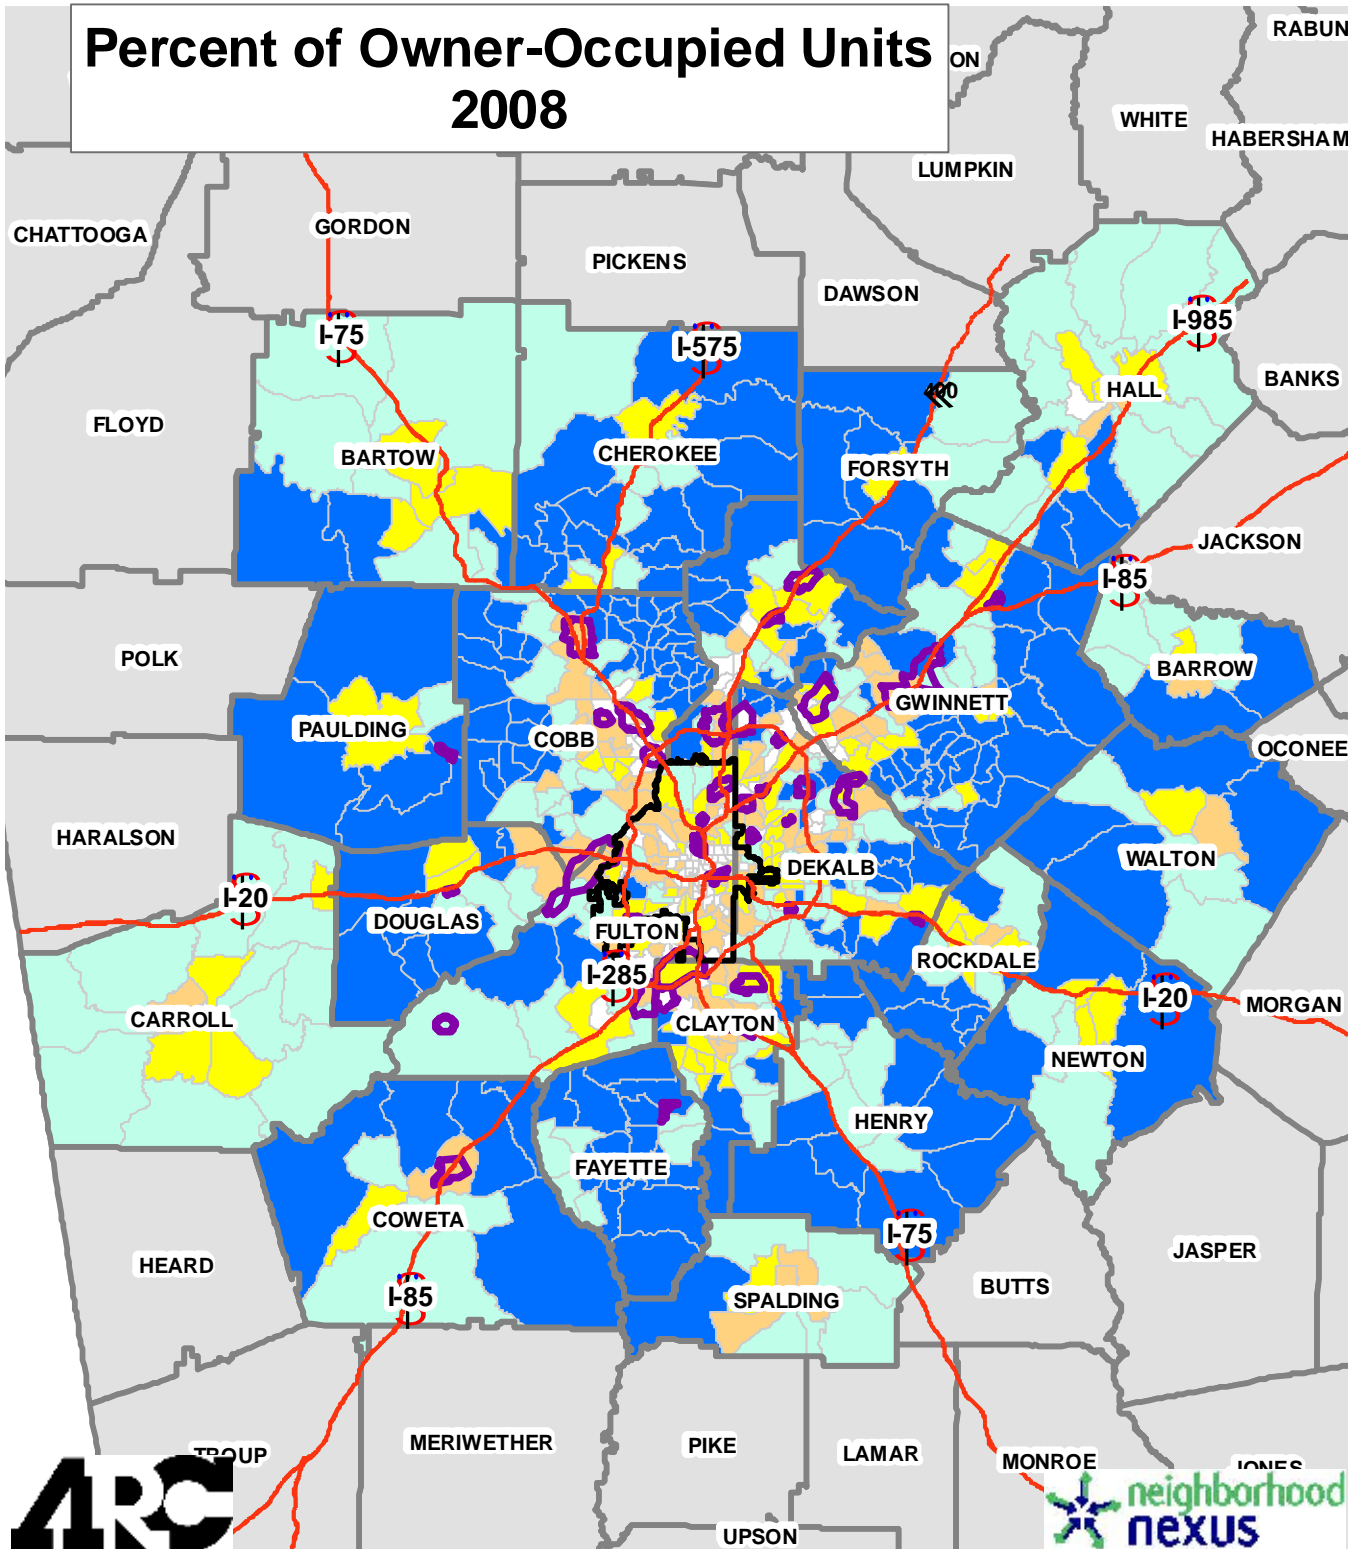 Percent of Owner-Occupied Units
2008
RABUN
ON
WHITE
HABERSHAM
LUMPKIN
CHATTOOGA
GORDON
PICKENS
DAWSON
I-75
I-575
I-985
HALL
BANKS
400
FLOYD
BARTOW
CHEROKEE
FORSYTH
JACKSON
I-85
POLK
BARROW
GWINNETT
PAULDING
COBB
OCONEE
HARALSON
WALTON
DEKALB
I-20
DOUGLAS
FULTON
ROCKDALE
I-285
I-20
MORGAN
CARROLL
CLAYTON
NEWTON
HENRY
FAYETTE
COWETA
I-75
HEARD
JASPER
I-85
SPALDING
BUTTS
TROUP
MERIWETHER
PIKE
LAMAR
MONROE
JONES
ARC
neighborhood
nexus
UPSON